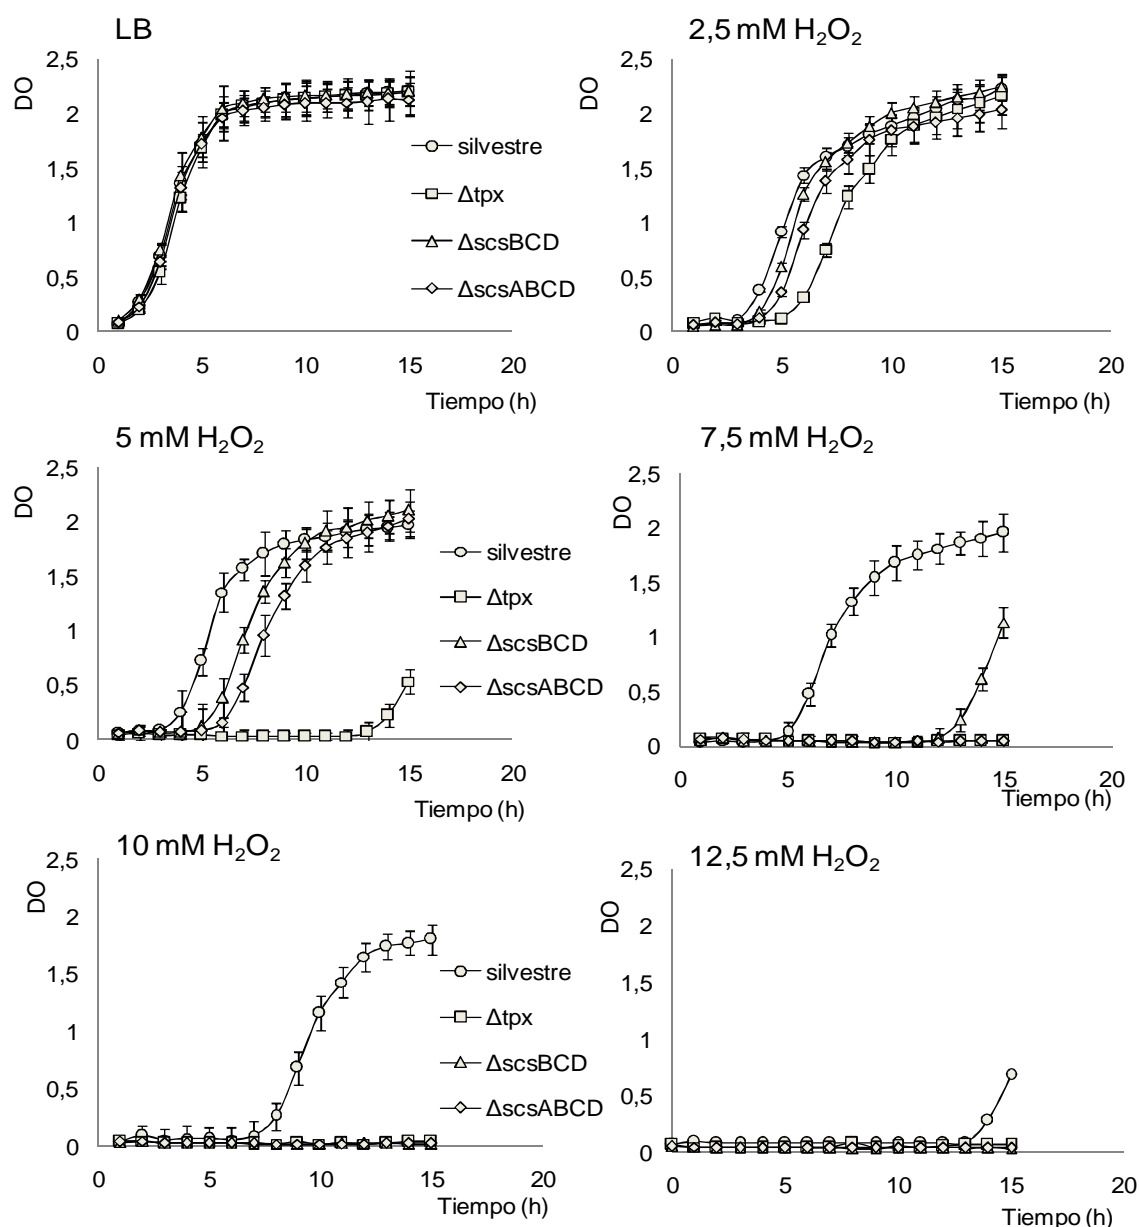 LB
DO
2,5
2
1,5
1
0,5
0
0 5 10 15 20
Tiempo (h)
silvestre
Δtpx
ΔscsBCD
ΔscsABCD
2,5 mM H₂O₂
DO
2,5
2
1,5
1
0,5
0
0 5 10 15 20
Tiempo (h)
5 mM H₂O₂
DO
2,5
2
1,5
1
0,5
0
0 5 10 15 20
Tiempo (h)
silvestre
Δtpx
ΔscsBCD
ΔscsABCD
7,5 mM H₂O₂
DO
2,5
2
1,5
1
0,5
0
0 5 10 15 20
Tiempo (h)
10 mM H₂O₂
DO
2,5
2
1,5
1
0,5
0
0 5 10 15 20
Tiempo (h)
silvestre
Δtpx
ΔscsBCD
ΔscsABCD
12,5 mM H₂O₂
DO
2,5
2
1,5
1
0,5
0
0 5 10 15 20
Tiempo (h)